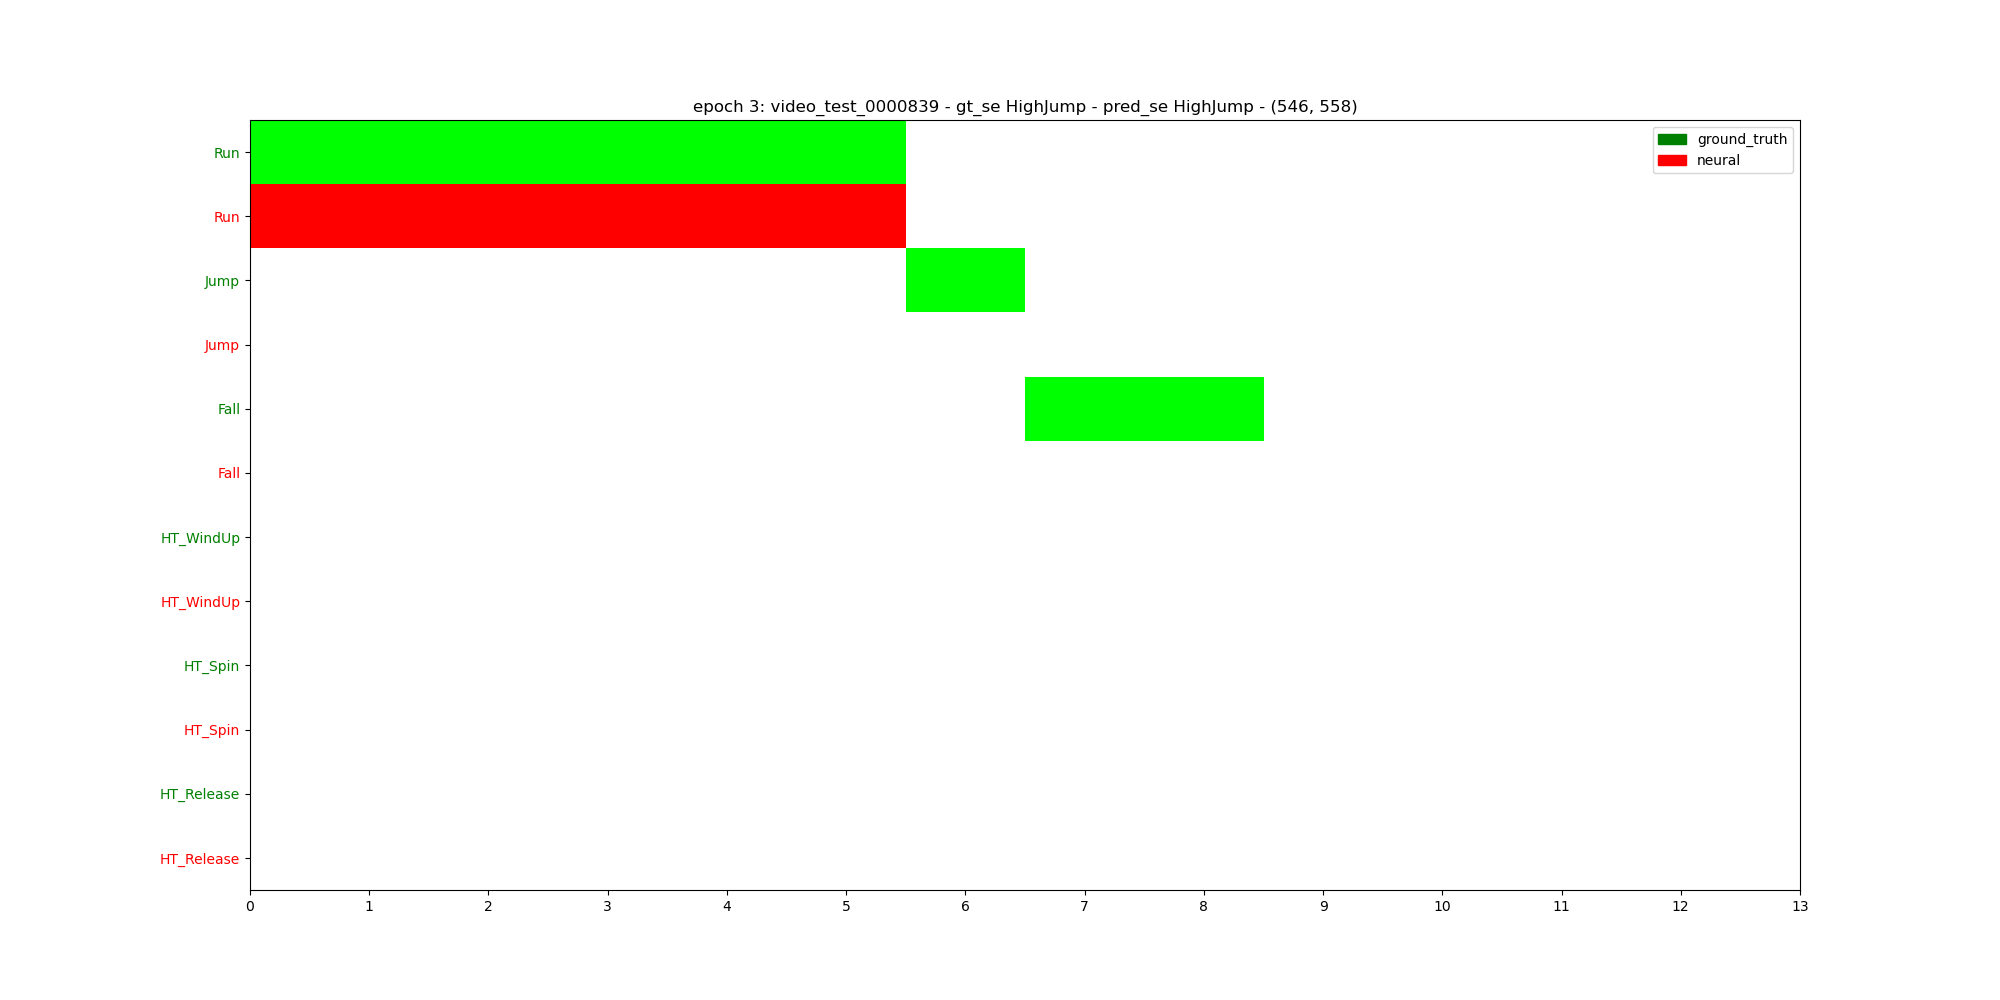 epoch 3: video_test_0000839 - gt_se HighJump - pred_se HighJump - (546, 558)
ground_truth
neural
Run
Run
Jump
Jump
Fall
Fall
HT_WindUp
HT_WindUp
HT_Spin
HT_Spin
HT_Release
HT_Release
0 1 2 3 4 5 6 7 8 9 10 11 12 13